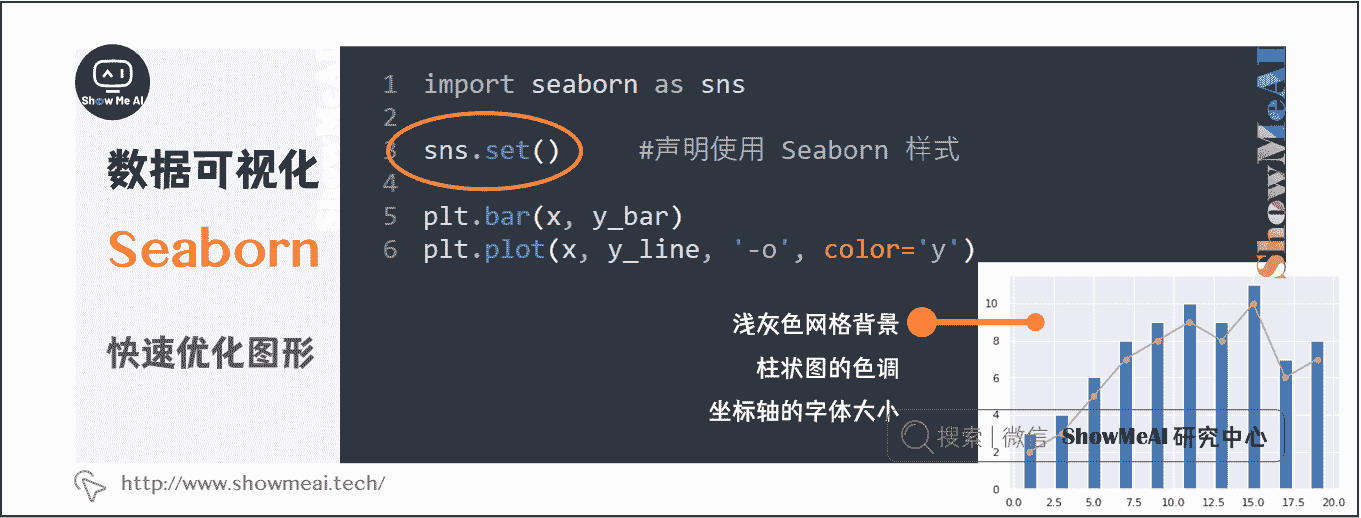 Show Me AI
数据可视化
Seaborn
快速优化图形
1 import seaborn as sns
2
3 sns.set() #声明使用 Seaborn 样式
4
5 plt.bar(x, y_bar)
6 plt.plot(x, y_line, '-o', color='y')
ShowMeAI
ShowMeAI
浅灰色网格背景
柱状图的色调
坐标轴的字体大小
10
8
6
4
2
0
0.0 2.5 5.0 7.5 10.0 12.5 15.0 17.5 20.0
搜索 | 微信 ShowMeAI 研究中心
http://www.showmeai.tech/